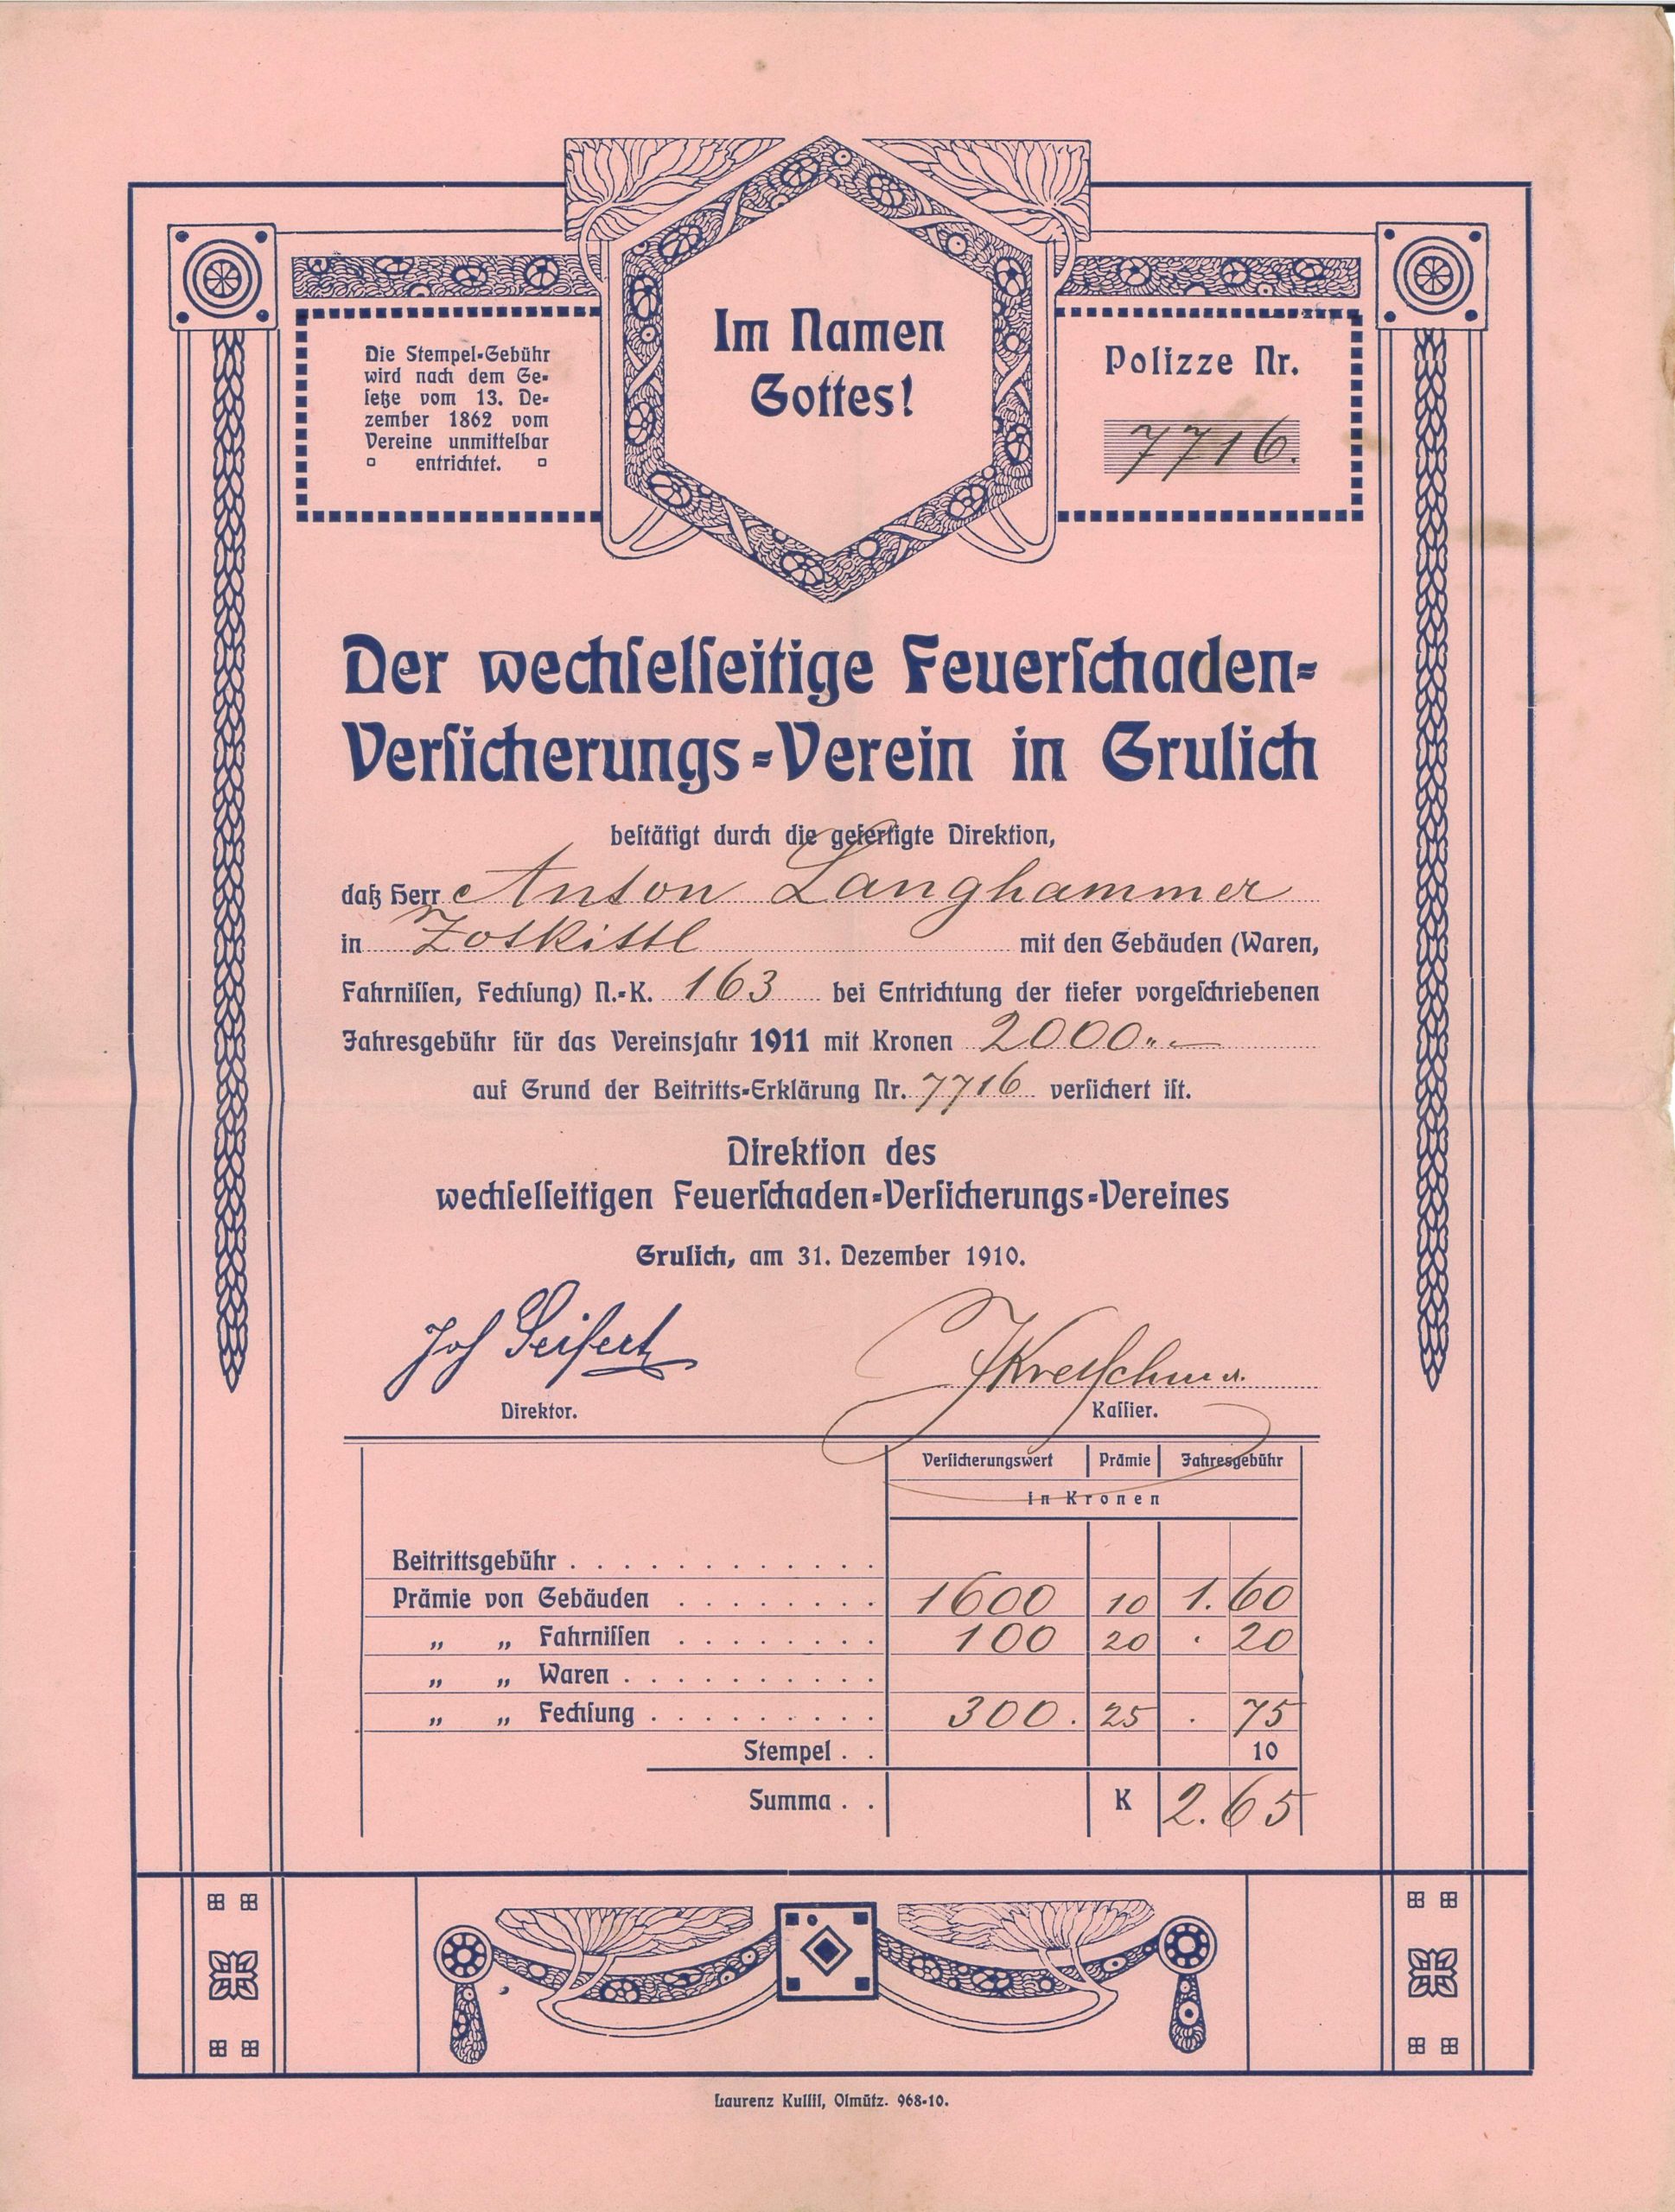 Im Namen
Gottes!
Die Stempel-Gebühr
wird nach dem Ge-
ſetze vom 13. De-
zember 1862 vom
Vereine unmittelbar
entrichtet.
Polizze Nr.
7716.
Der wechſelſeitige Feuerſchaden-
Verſicherungs-Verein in Grulich
beſtätigt durch die gefertigte Direktion,
daß Herr Anton Langhammer
in Zotkittl mit den Gebäuden (Waren,
Fahrniſſen, Fechſung) N.-K. 163 bei Entrichtung der tiefer vorgeſchriebenen
Jahresgebühr für das Vereinsjahr 1911 mit Kronen 2000.-
auf Grund der Beitritts-Erklärung Nr. 7716 verſichert iſt.
Direktion des
wechſelſeitigen Feuerſchaden-Verſicherungs-Vereines
Grulich, am 31. Dezember 1910.
Joſ Seifert
Direktor.
Kaſſier.
Verſicherungswert Prämie Jahresgebühr
in Kronen
Beitrittsgebühr . . . . . . . . . . . .
Prämie von Gebäuden . . . . . . . . 1600 10 1. 60
„ „ Fahrniſſen . . . . . . . . 100 20 . 20
„ „ Waren . . . . . . . . . .
„ „ Fechſung . . . . . . . . . 300. 25 . 75
Stempel . . 10
Summa . . K 2. 65
Laurenz Kullil, Olmütz. 968-10.